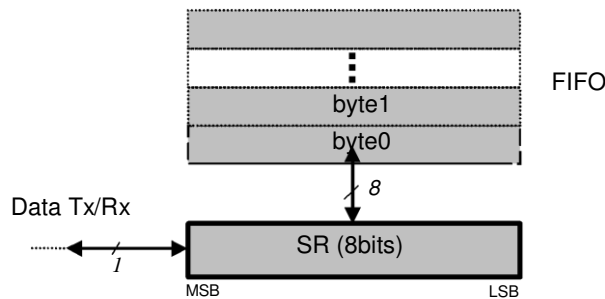 FIFO
byte1
byte0
8
Data Tx/Rx
1
SR (8bits)
MSB
LSB